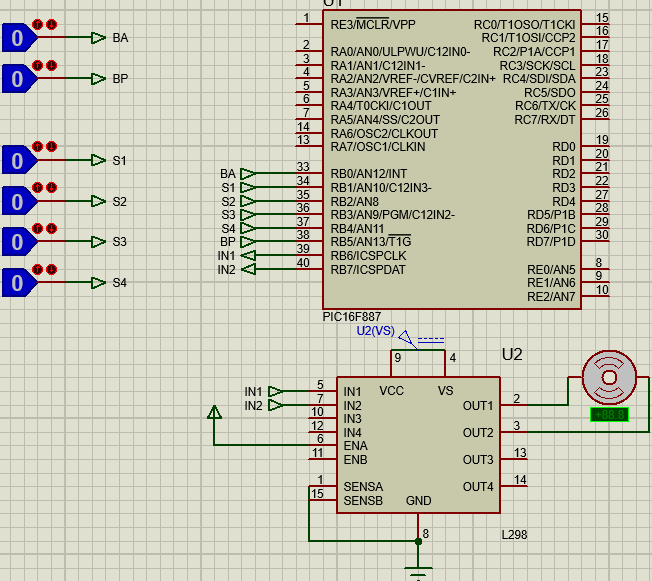 U1
0 BA
0 BP
0 S1
0 S2
0 S3
0 S4
1 RE3/MCLR/VPP RC0/T1OSO/T1CKI 15
RC1/T1OSI/CCP2 16
2 RA0/AN0/ULPWU/C12IN0- RC2/P1A/CCP1 17
3 RA1/AN1/C12IN1- RC3/SCK/SCL 18
4 RA2/AN2/VREF-/CVREF/C2IN+ RC4/SDI/SDA 23
5 RA3/AN3/VREF+/C1IN+ RC5/SDO 24
6 RA4/T0CKI/C1OUT RC6/TX/CK 25
7 RA5/AN4/SS/C2OUT RC7/RX/DT 26
14 RA6/OSC2/CLKOUT
13 RA7/OSC1/CLKIN RD0 19
RD1 20
BA 33 RB0/AN12/INT RD2 21
S1 34 RB1/AN10/C12IN3- RD3 22
S2 35 RB2/AN8 RD4 27
S3 36 RB3/AN9/PGM/C12IN2- RD5/P1B 28
S4 37 RB4/AN11 RD6/P1C 29
BP 38 RB5/AN13/T1G RD7/P1D 30
IN1 39 RB6/ICSPCLK
IN2 40 RB7/ICSPDAT RE0/AN5 8
RE1/AN6 9
RE2/AN7 10
PIC16F887
U2(VS)
9 4 U2
VCC VS
IN1 5 IN1
IN2 7 IN2 OUT1 2
10 IN3
12 IN4 OUT2 3
6 ENA
11 ENB OUT3 13
1 SENSA OUT4 14
15 SENSB GND
8
L298
+88.8